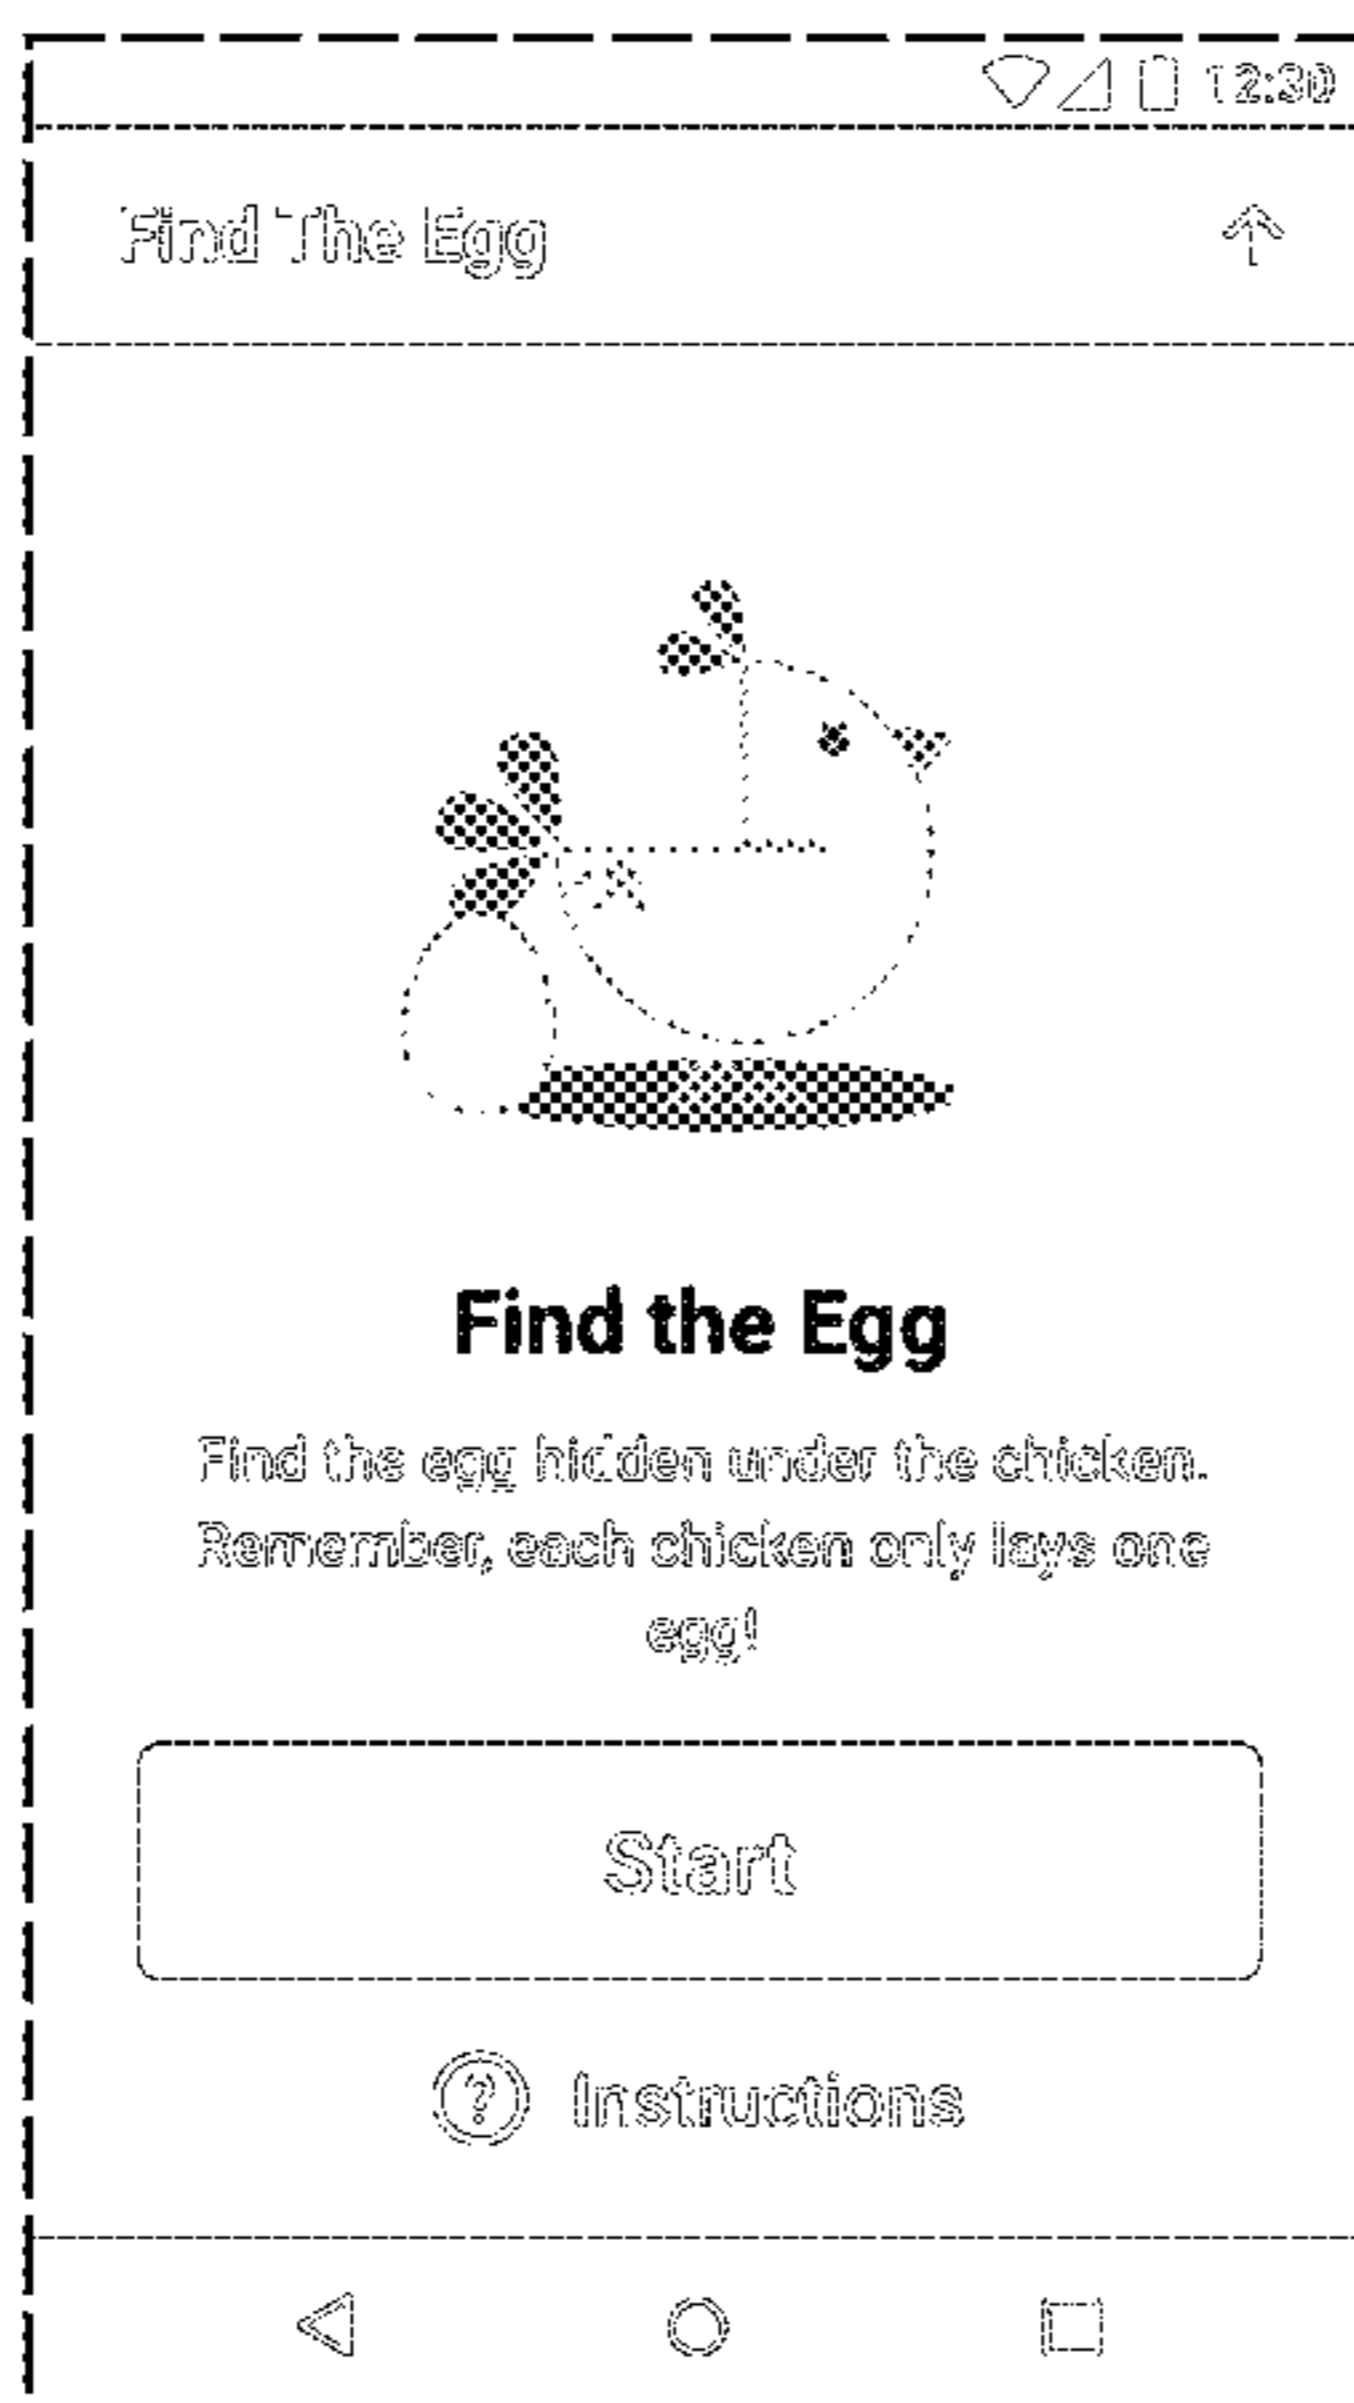 12:30
Find The Egg
Find the Egg
Find the egg hidden under the chicken.
Remember, each chicken only lays one
egg!
Start
? Instructions